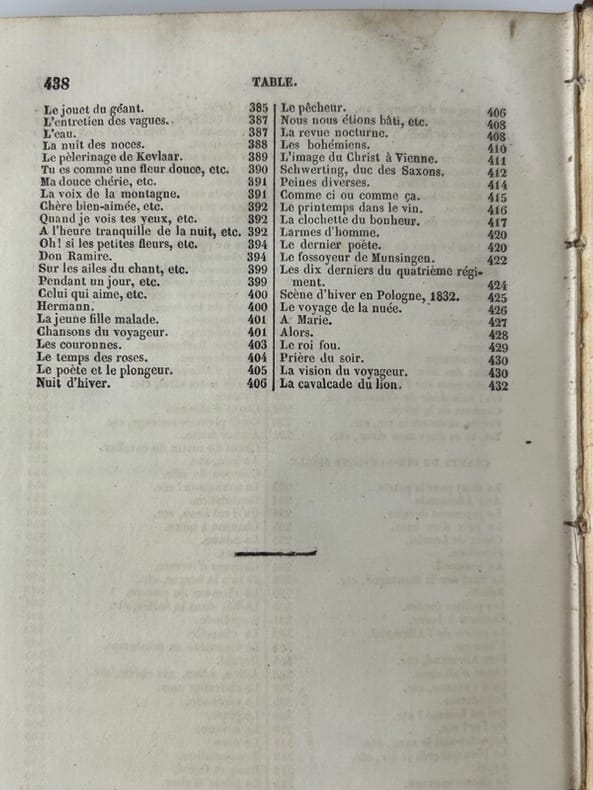 438 TABLE.
Le jouet du géant. 385
L'entretien des vagues. 387
L'eau. 387
La nuit des noces. 388
Le pèlerinage de Kevlaar. 389
Tu es comme une fleur douce, etc. 390
Ma douce chérie, etc. 391
La voix de la montagne. 391
Chère bien-aimée, etc. 392
Quand je vois tes yeux, etc. 392
A l'heure tranquille de la nuit, etc. 392
Oh! si les petites fleurs, etc. 394
Don Ramire. 394
Sur les ailes du chant, etc. 399
Pendant un jour, etc. 399
Celui qui aime, etc. 400
Hermann. 400
La jeune fille malade. 401
Chansons du voyageur. 401
Les couronnes. 403
Le temps des roses. 404
Le poète et le plongeur. 405
Nuit d'hiver. 406
Le pêcheur. 406
Nous nous étions bâti, etc. 408
La revue nocturne. 408
Les bohémiens. 410
L'image du Christ à Vienne. 411
Schwerting, duc des Saxons. 412
Peines diverses. 414
Comme ci ou comme ça. 415
Le printemps dans le vin. 416
La clochette du bonheur. 417
Larmes d'homme. 420
Le dernier poète. 420
Le fossoyeur de Munsingen. 422
Les dix derniers du quatrième régi-
ment. 424
Scène d'hiver en Pologne, 1832. 425
Le voyage de la nuée. 426
A Marie. 427
Alors. 428
Le roi fou. 429
Prière du soir. 430
La vision du voyageur. 430
La cavalcade du lion. 432